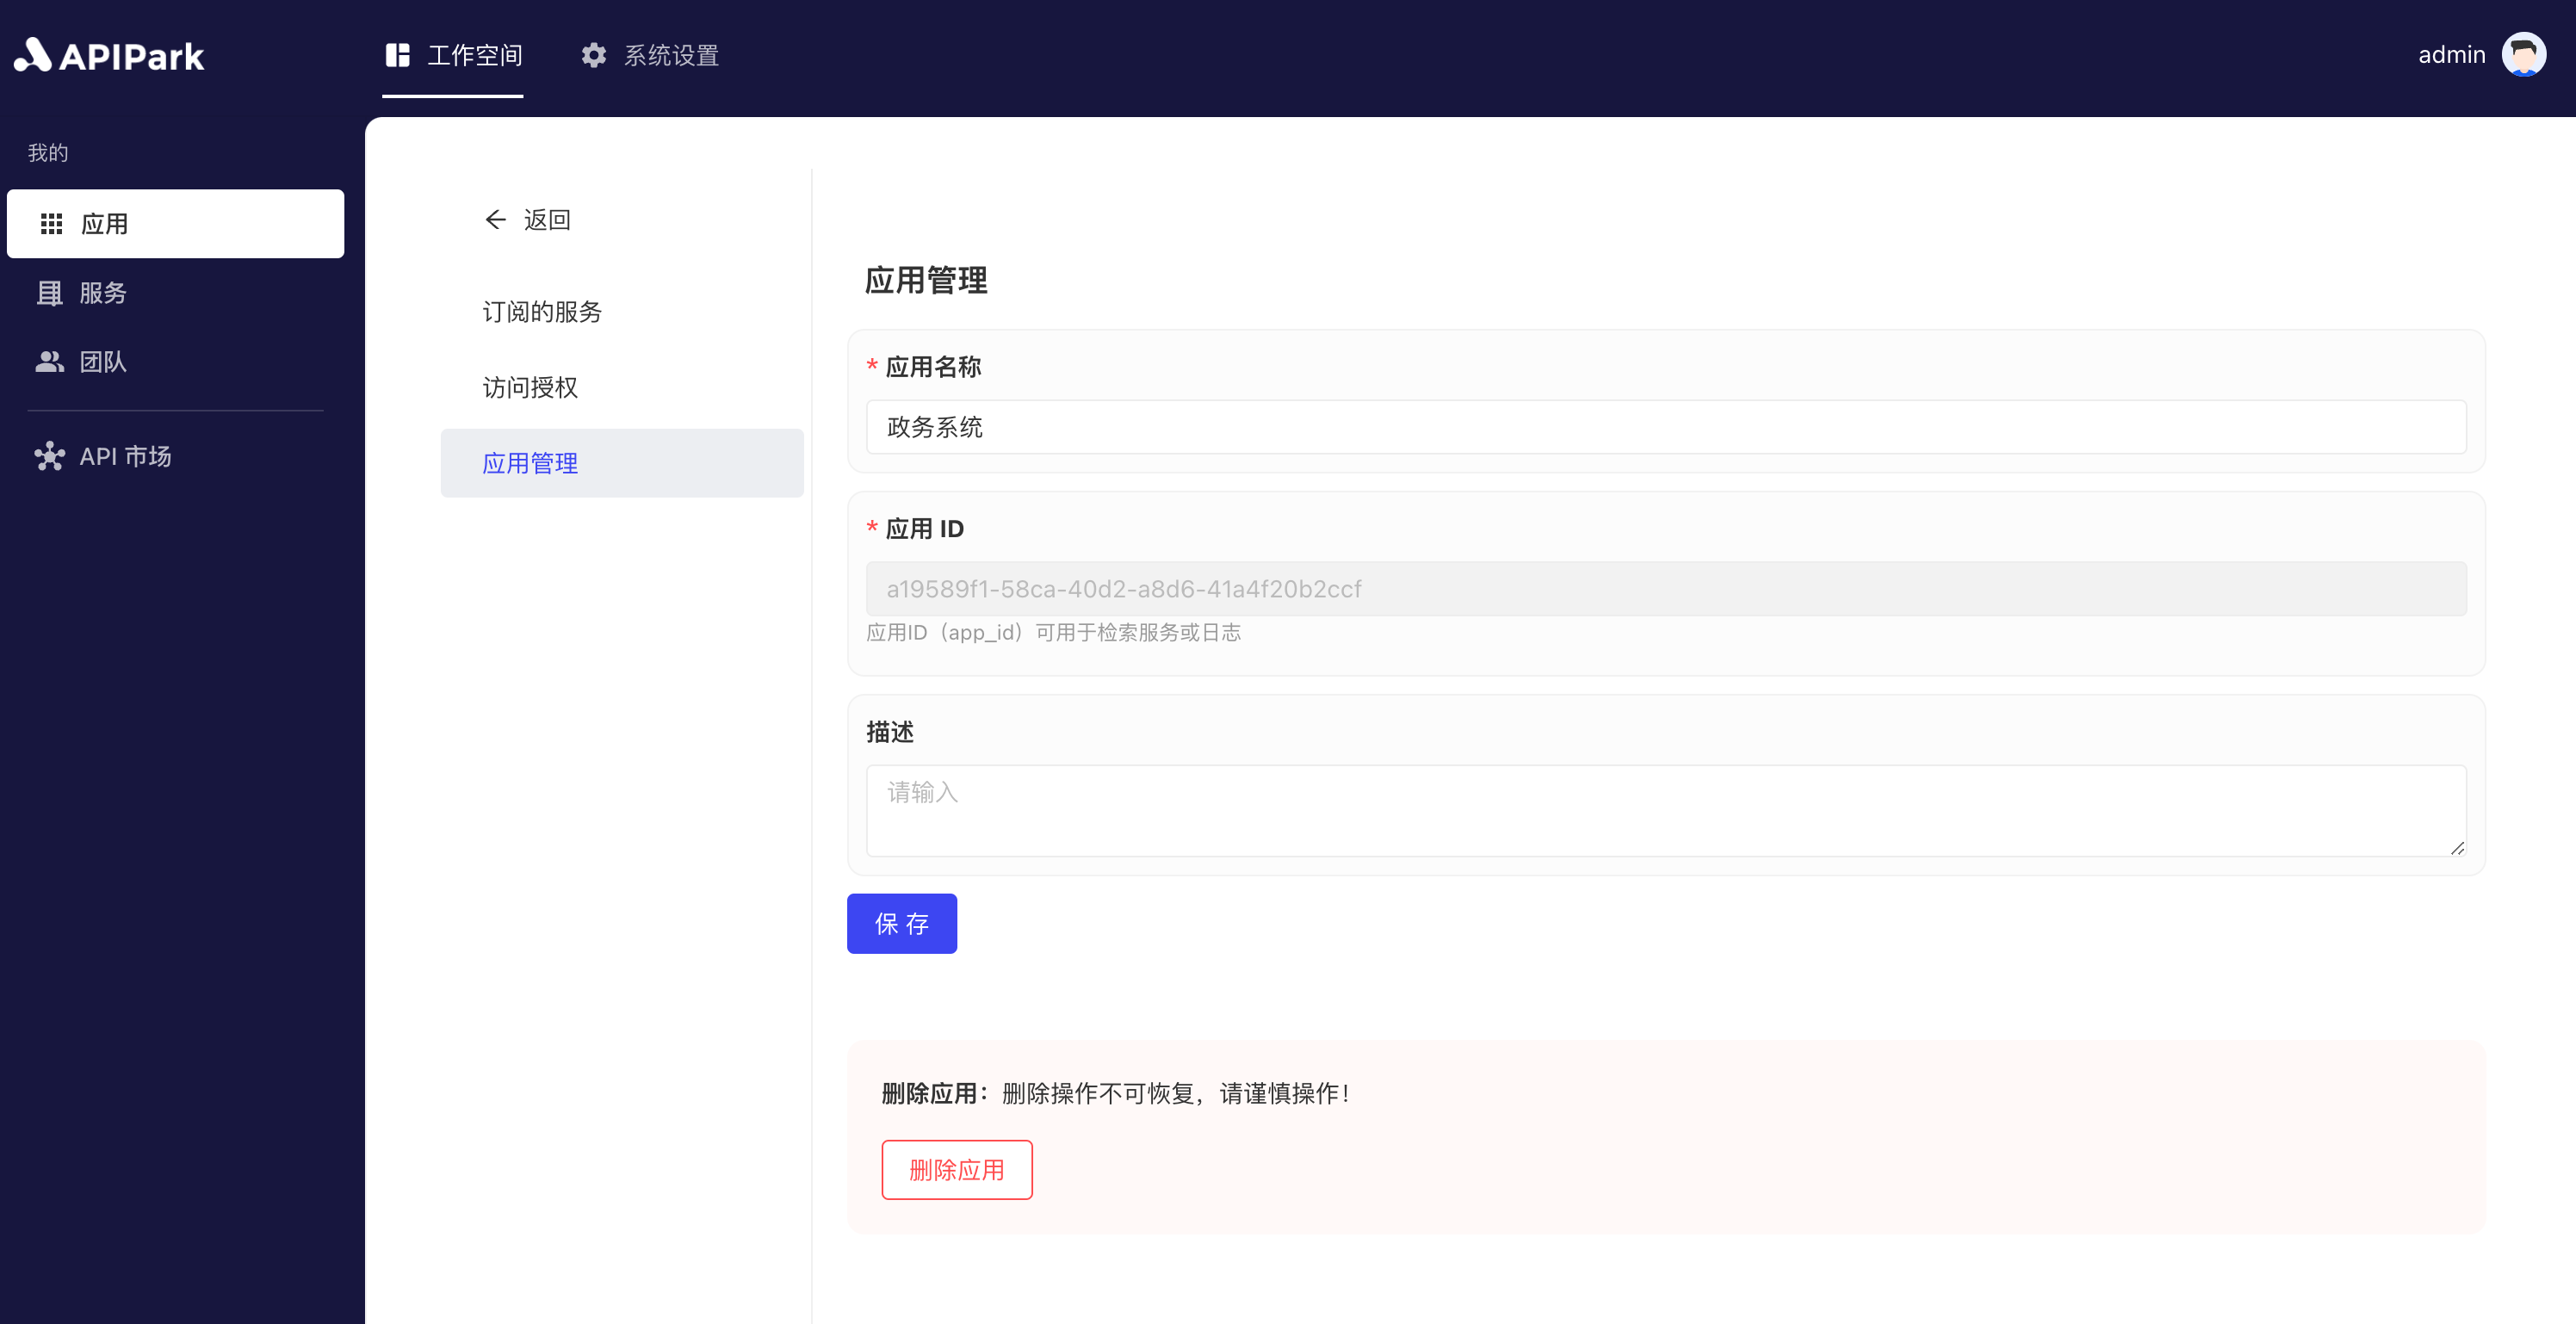 APIPark
工作空间
系统设置
admin
我的
应用
服务
团队
API 市场
返回
订阅的服务
访问授权
应用管理
应用管理
* 应用名称
政务系统
* 应用 ID
a19589f1-58ca-40d2-a8d6-41a4f20b2ccf
应用ID（app_id）可用于检索服务或日志
描述
请输入
保 存
删除应用：删除操作不可恢复，请谨慎操作！
删除应用